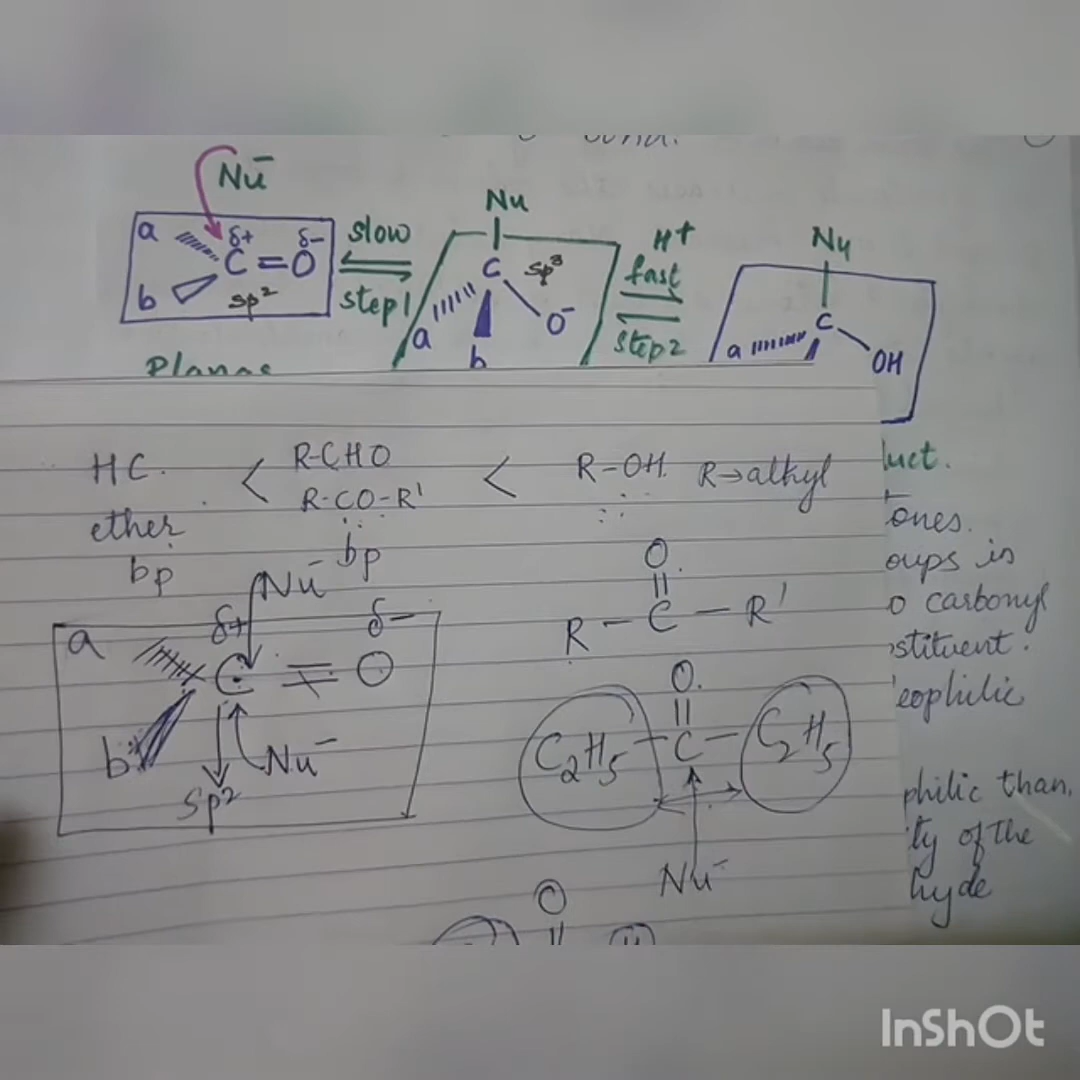 Nu⁻
a δ+ δ- slow Nu H+ Nu
C=O C sp³ fast C
b sp² step1 a b O⁻ step2 a OH
Planar
HC. < R-CHO < R-OH. R→alkyl
R-CO-R' 
ether
bp bp
uct.
ones.
oups is
o carbonyl
stituent.
eophilic
philic than
ty of the
hyde
Nu⁻
a δ+ δ-
C = O
b Nu⁻
sp²
O
||
R-C-R'
O.
||
C₂H₅-C-C₂H₅
Nu⁻
O
||
H
InShOt